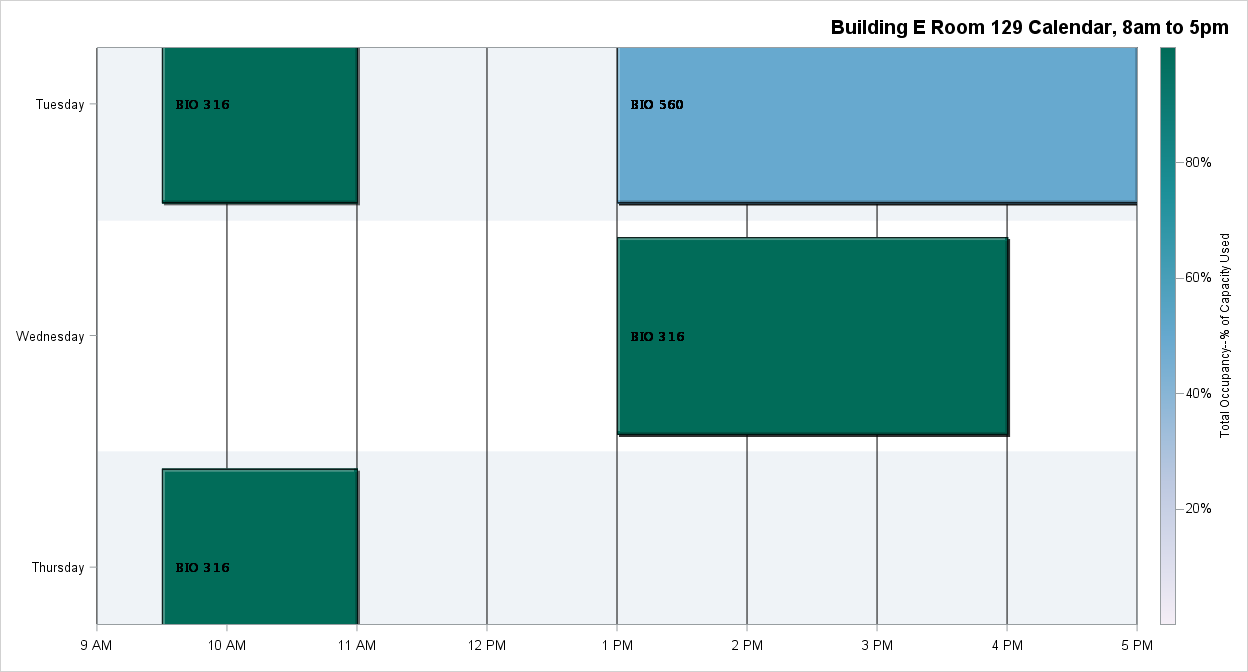 Building E Room 129 Calendar, 8am to 5pm
Tuesday
BIO 316
BIO 560
80%
60%
Wednesday
BIO 316
40%
20%
Total Occupancy--% of Capacity Used
Thursday
BIO 316
9 AM
10 AM
11 AM
12 PM
1 PM
2 PM
3 PM
4 PM
5 PM